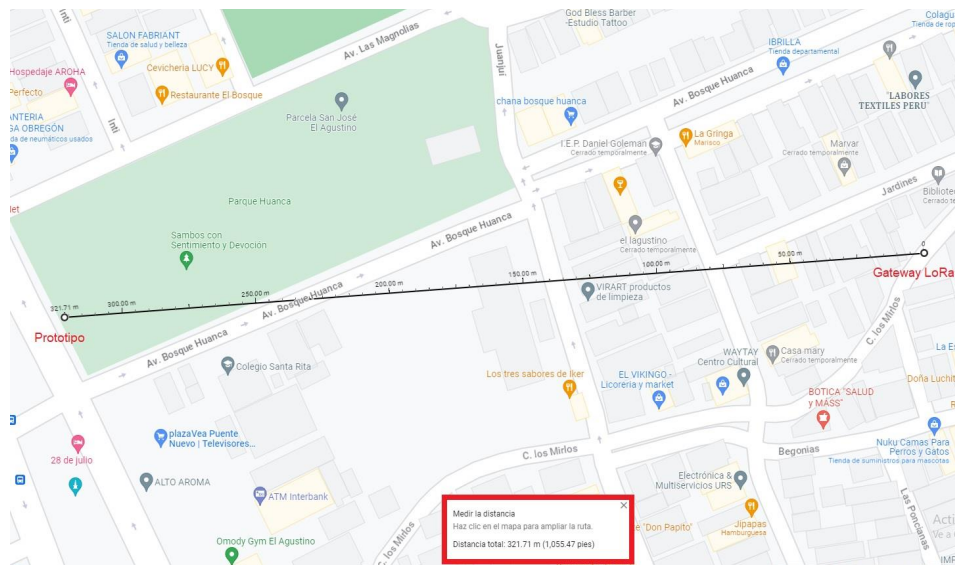 God Bless Barber
-Estudio Tattoo
Inti
SALON FABRIANT
Tienda de salud y belleza
Av. Las Magnolias
Juanjuí
IBRILLA
Tienda departamental
Cevicheria LUCY
Hospedaje AROHA
Perfecto
Restaurante El Bosque
Inti
chana bosque huanca
Av. Bosque Huanca
"LABORES
TEXTILES PERU"
Parcela San José
El Agustino
GA OBREGÓN
da de neumáticos usados
La Gringa
Marisco
I.E.P. Daniel Goleman
Cerrado temporalmente
Marvar
Cerrado temporalmente
Jardines
Parque Huanca
Sambos con
Sentimiento y Devoción
Av. Bosque Huanca
el lagustino
Cerrado temporalmente
0
50.00 m
100.00 m
150.00 m
200.00 m
250.00 m
300.00 m
321.71 m
Gateway LoRa
Prototipo
VIRART productos
de limpieza
Av. Bosque Huanca
C. los Mirlos
Av. Bosque Huanca
Colegio Santa Rita
WAYTAY
Centro Cultural
Casa mary
Cerrado temporalmente
Los tres sabores de Iker
EL VIKINGO -
Licoreria y market
BOTICA "SALUD
y MÁSS"
Doña Luchit
plazaVea Puente
Nuevo | Televisores...
28 de julio
C. los Mirlos
Begonias
Nuku Camas Para
Perros y Gatos
Tienda de suministros para mascotas
ALTO AROMA
ATM Interbank
Electrónica &
Multiservicios URS
Las Poncianas
Medir la distancia
Haz clic en el mapa para ampliar la ruta.
Distancia total: 321.71 m (1,055.47 pies)
e "Don Papito"
Jipapas
Hamburguesa
Omody Gym El Agustino
Mirlos